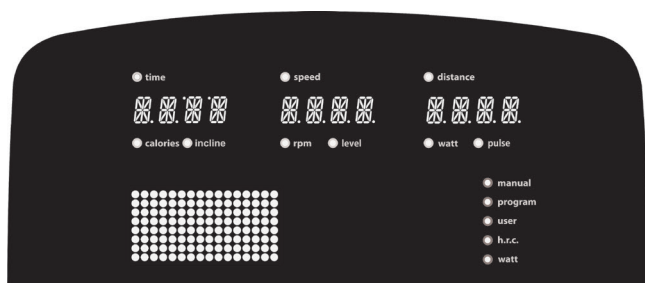 time speed distance
calories incline rpm level watt pulse
manual
program
user
h.r.c.
watt